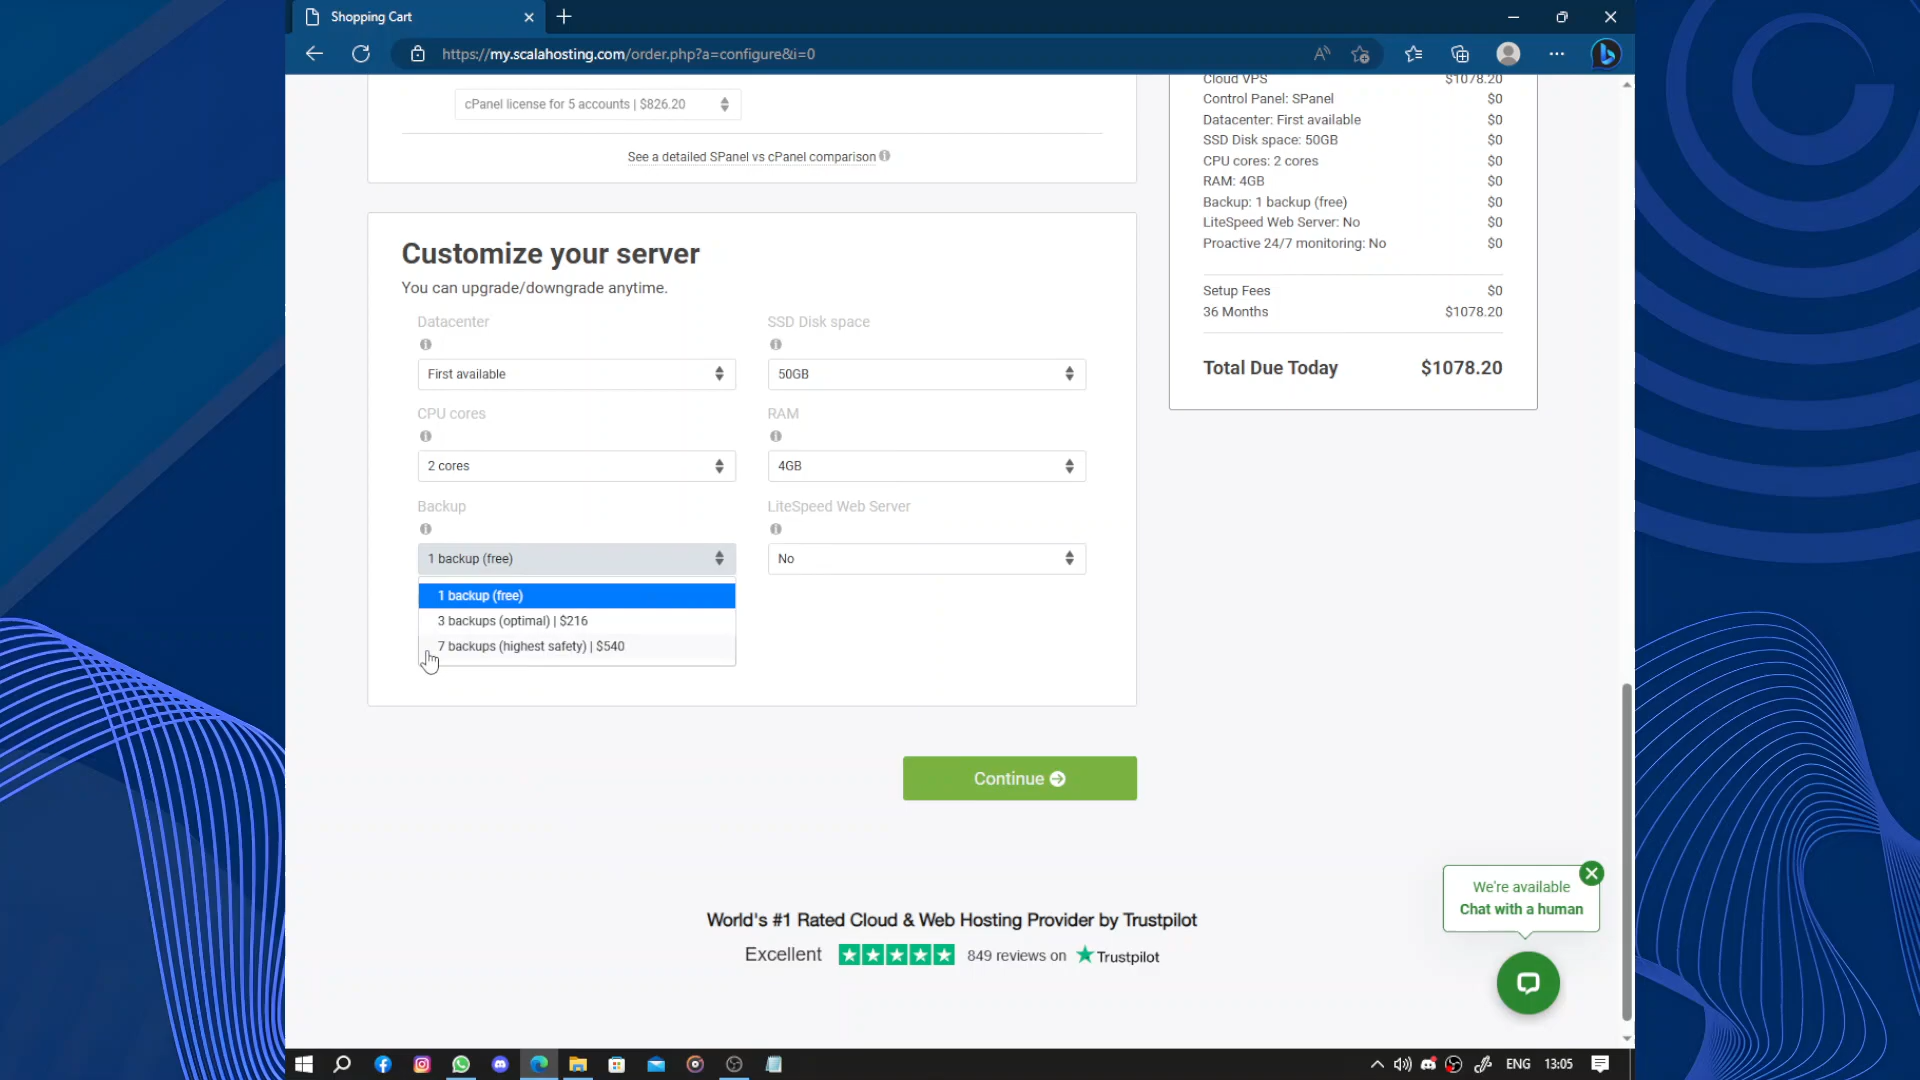 Shopping Cart
https://my.scalahosting.com/order.php?a=configure&i=0
cPanel license for 5 accounts | $826.20
See a detailed SPanel vs cPanel comparison
Customize your server
You can upgrade/downgrade anytime.
Datacenter
SSD Disk space
First available
50GB
CPU cores
RAM
2 cores
4GB
Backup
LiteSpeed Web Server
1 backup (free)
No
1 backup (free)
3 backups (optimal) | $216
7 backups (highest safety) | $540
Continue
Cloud VPS $1078.20
Control Panel: SPanel $0
Datacenter: First available $0
SSD Disk space: 50GB $0
CPU cores: 2 cores $0
RAM: 4GB $0
Backup: 1 backup (free) $0
LiteSpeed Web Server: No $0
Proactive 24/7 monitoring: No $0
Setup Fees $0
36 Months $1078.20
Total Due Today $1078.20
We're available
Chat with a human
World's #1 Rated Cloud & Web Hosting Provider by Trustpilot
Excellent 849 reviews on Trustpilot
ENG 13:05